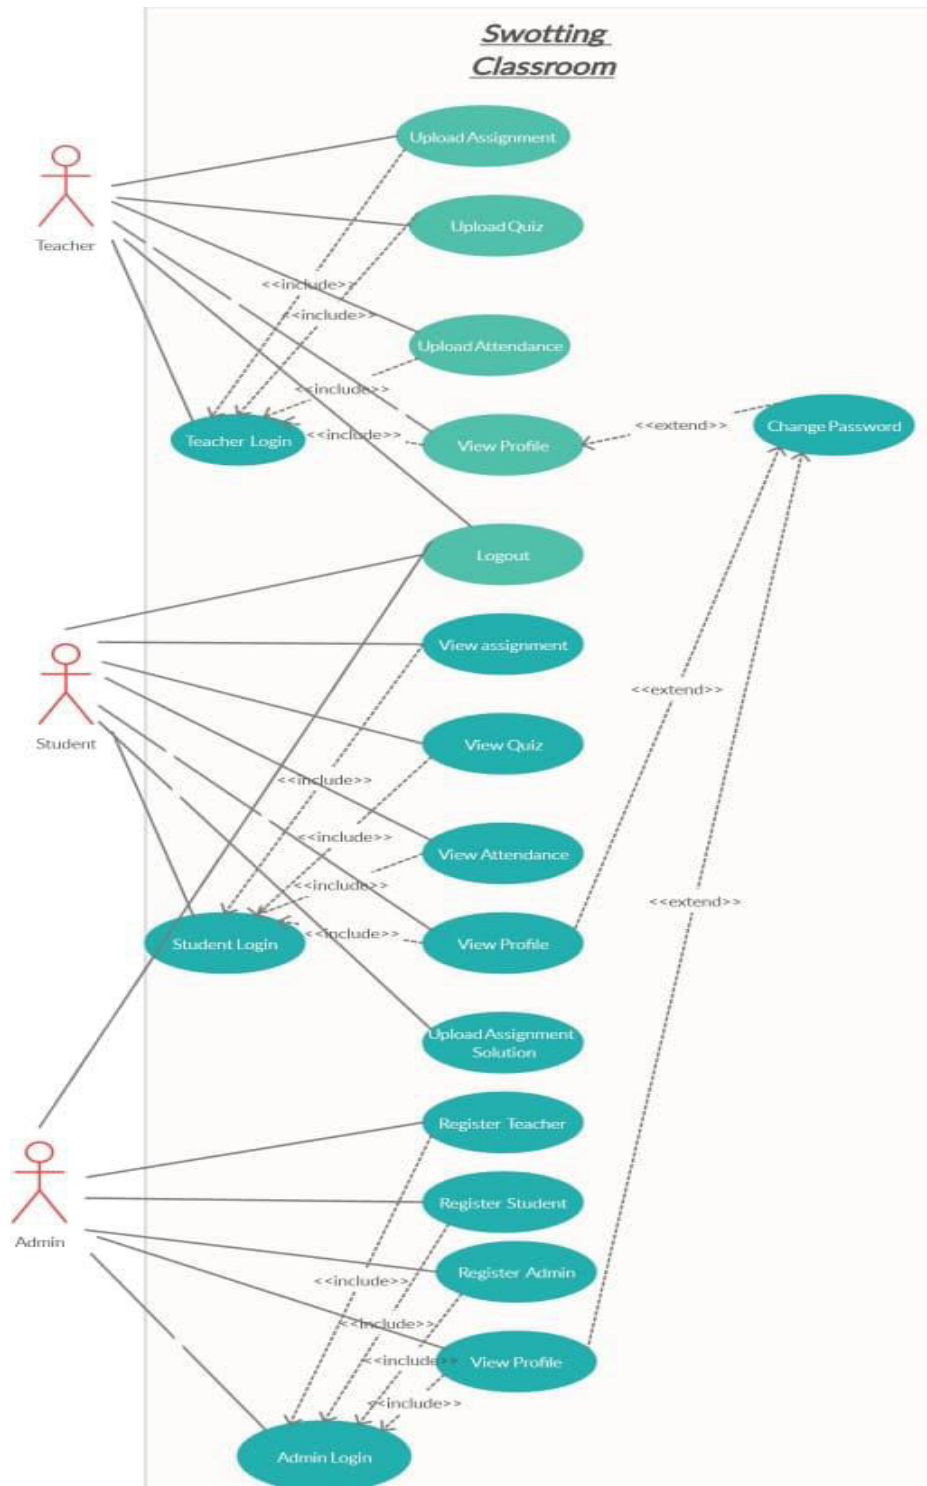 Swotting
Classroom
Upload Assignment
Teacher
Upload Quiz
<<include>>
<<include>>
Upload Attendance
<<include>>
Teacher Login
<<include>>
View Profile
<<extend>>
Change Password
Logout
View assignment
<<extend>>
Student
View Quiz
<<include>>
<<include>>
View Attendance
<<include>>
<<extend>>
Student Login
<<include>>
View Profile
Upload Assignment
Solution
Register Teacher
Register Student
Admin
Register Admin
<<include>>
<<include>>
<<include>>
View Profile
<<include>>
Admin Login